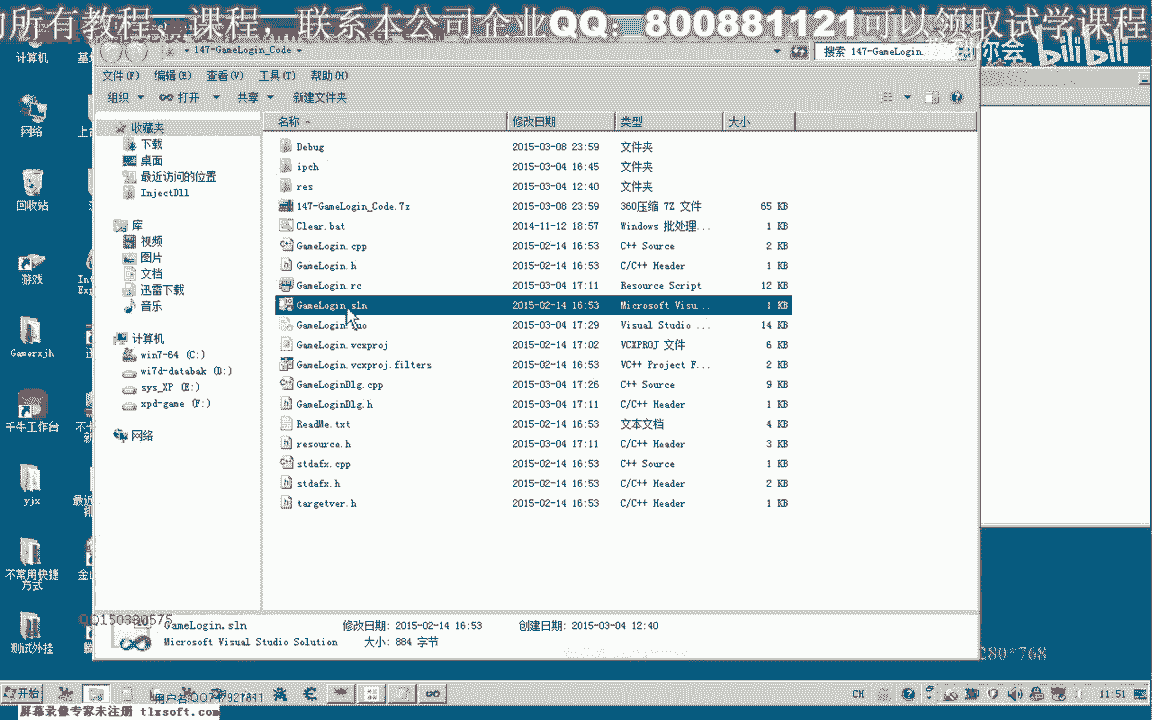 的所有教程、课程，联系本公司企业QQ：800881121可以领取试学课程
你会 bilibili
147-GameLogin_Code
搜索 147-GameLogin
文件(F) 编辑(E) 查看(V) 工具(T) 帮助(H)
组织 打开 共享 新建文件夹
名称 修改日期 类型 大小
收藏夹
下载
桌面
最近访问的位置
InjectDll
库
视频
图片
文档
迅雷下载
音乐
计算机
win7-64 (C:)
wi7d-databak (D:)
sys_XP (E:)
xpd-game (F:)
网络
Debug 2015-03-08 23:59 文件夹
ipch 2015-03-04 16:45 文件夹
res 2015-03-04 12:40 文件夹
147-GameLogin_Code.7z 2015-03-08 23:59 360压缩 7Z 文件 65 KB
Clear.bat 2014-11-12 18:57 Windows 批处理... 1 KB
GameLogin.cpp 2015-02-14 16:53 C++ Source 2 KB
GameLogin.h 2015-02-14 16:53 C/C++ Header 1 KB
GameLogin.rc 2015-03-04 17:11 Resource Script 12 KB
GameLogin.sln 2015-02-14 16:53 Microsoft Visu... 1 KB
GameLogin.suo 2015-03-04 17:29 Visual Studio ... 14 KB
GameLogin.vcxproj 2015-02-14 17:02 VCXPROJ 文件 6 KB
GameLogin.vcxproj.filters 2015-02-14 16:53 VC++ Project F... 2 KB
GameLoginDlg.cpp 2015-03-04 17:26 C++ Source 9 KB
GameLoginDlg.h 2015-03-04 17:11 C/C++ Header 1 KB
ReadMe.txt 2015-02-14 16:53 文本文档 4 KB
resource.h 2015-03-04 17:11 C/C++ Header 3 KB
stdafx.cpp 2015-02-14 16:53 C++ Source 1 KB
stdafx.h 2015-02-14 16:53 C/C++ Header 2 KB
targetver.h 2015-02-14 16:53 C/C++ Header 1 KB
GameLogin.sln 修改日期: 2015-02-14 16:53 创建日期: 2015-03-04 12:40
Microsoft Visual Studio Solution 大小: 884 字节
计算机
网络
回收站
游戏
Gamerxjh
千牛工作台
yjx
不常用快捷方式
测试外挂
280*768
开始
CH
11:51
屏幕录像专家未注册 tlxsoft.com